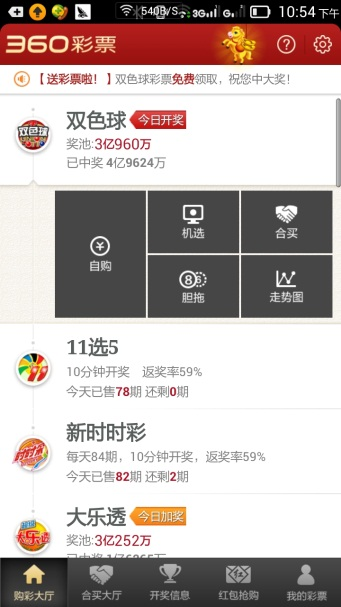 540B/S 3G G 10:54 下午
360彩票
【送彩票啦！】双色球彩票免费领取，祝您中大奖！
双色球 今日开奖
奖池:3亿960万
已中奖 4亿9624万
自购
机选
合买
胆拖
走势图
11选5
10分钟开奖 返奖率59%
今天已售78期 还剩0期
新时时彩
每天84期，10分钟开奖，返奖率59%
今天已售82期 还剩2期
大乐透 今日加奖
奖池:3亿2252万
购彩大厅 合买大厅 开奖信息 红包抢购 我的彩票